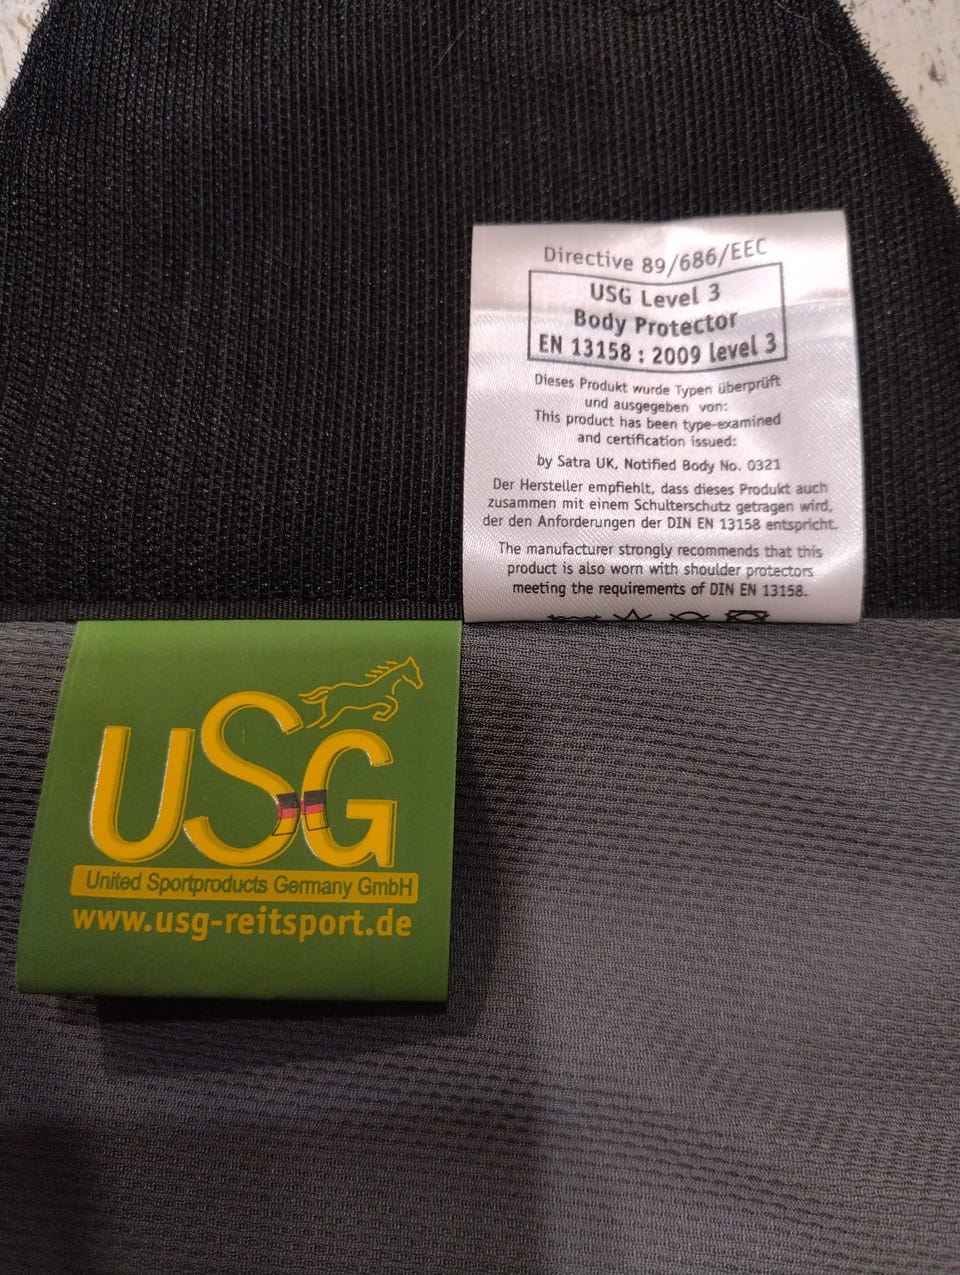 Directive 89/686/EEC
USG Level 3
Body Protector
EN 13158 : 2009 level 3
Dieses Produkt wurde Typen überprüft
und ausgegeben von:
This product has been type-examined
and certification issued:
by Satra UK, Notified Body No. 0321
Der Hersteller empfiehlt, dass dieses Produkt auch
zusammen mit einem Schulterschutz getragen wird,
der den Anforderungen der DIN EN 13158 entspricht.
The manufacturer strongly recommends that this
product is also worn with shoulder protectors
meeting the requirements of DIN EN 13158.
USG
United Sportproducts Germany GmbH
www.usg-reitsport.de